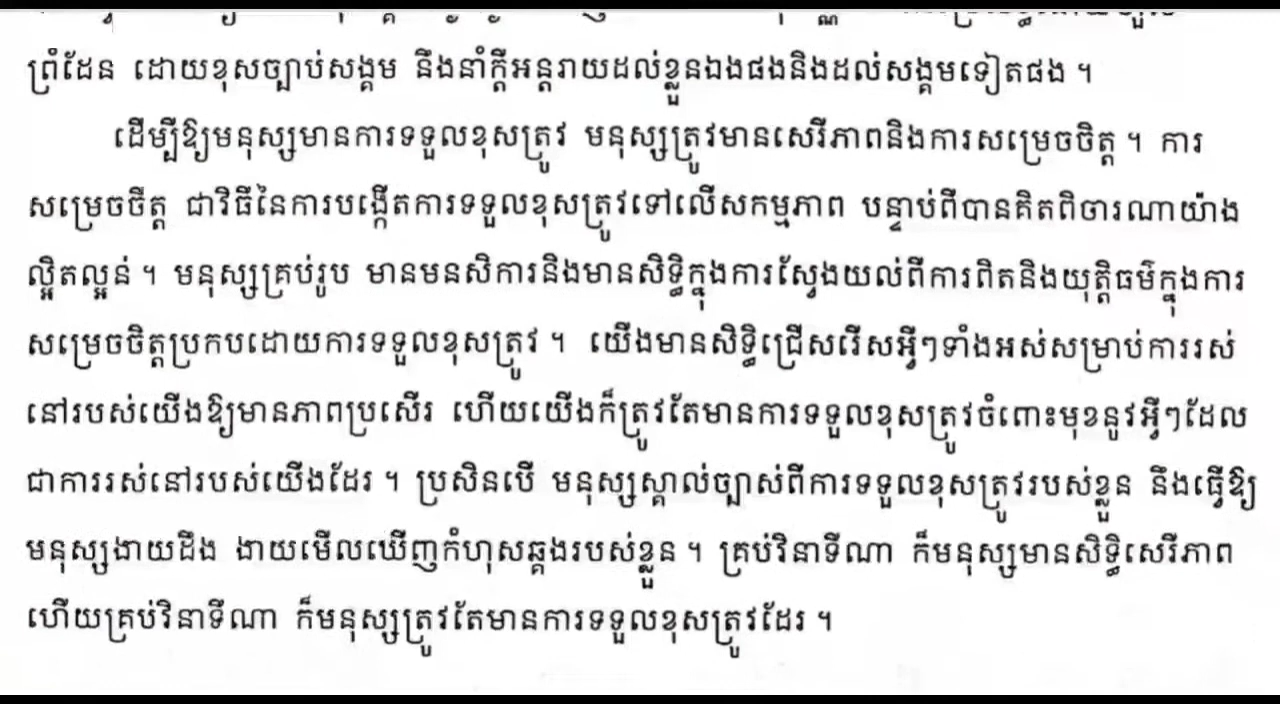 ព្រំដែន ដោយខុសច្បាប់សង្គម នឹងនាំក្ដីអន្តរាយដល់ខ្លួនឯងផងនិងដល់សង្គមទៀតផង ។
ដើម្បីឱ្យមនុស្សមានការទទួលខុសត្រូវ មនុស្សត្រូវមានសេរីភាពនិងការសម្រេចចិត្ត ។ ការ
សម្រេចចិត្ត ជាវិធីនៃការបង្កើតការទទួលខុសត្រូវទៅលើសកម្មភាព បន្ទាប់ពីបានគិតពិចារណាយ៉ាង
ល្អិតល្អន់ ។ មនុស្សគ្រប់រូប មានមនសិការនិងមានសិទ្ធិក្នុងការស្វែងយល់ពីការពិតនិងយុត្តិធម៌ក្នុងការ
សម្រេចចិត្តប្រកបដោយការទទួលខុសត្រូវ ។ យើងមានសិទ្ធិជ្រើសរើសអ្វីៗទាំងអស់សម្រាប់ការរស់
នៅរបស់យើងឱ្យមានភាពប្រសើរ ហើយយើងក៏ត្រូវតែមានការទទួលខុសត្រូវចំពោះមុខនូវអ្វីៗដែល
ជាការរស់នៅរបស់យើងដែរ ។ ប្រសិនបើ មនុស្សស្គាល់ច្បាស់ពីការទទួលខុសត្រូវរបស់ខ្លួន នឹងធ្វើឱ្យ
មនុស្សងាយដឹង ងាយមើលឃើញកំហុសឆ្គងរបស់ខ្លួន ។ គ្រប់វិនាទីណា ក៏មនុស្សមានសិទ្ធិសេរីភាព
ហើយគ្រប់វិនាទីណា ក៏មនុស្សត្រូវតែមានការទទួលខុសត្រូវដែរ ។